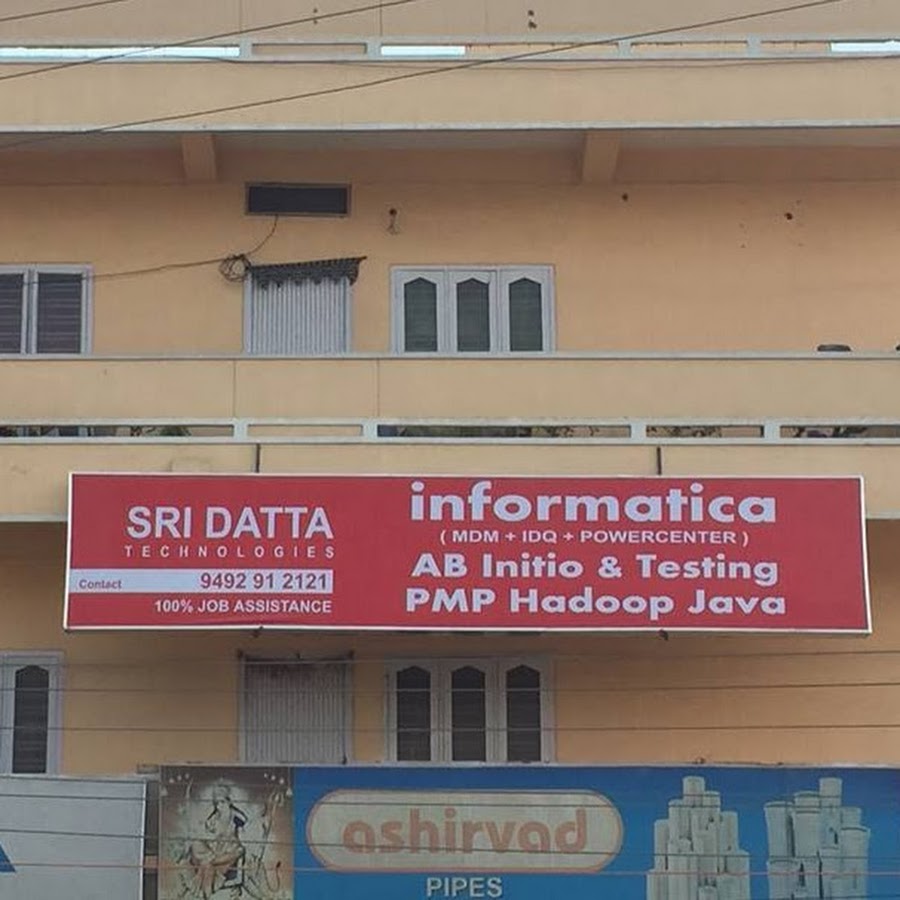 SRI DATTA
TECHNOLOGIES
Contact 9492 91 2121
100% JOB ASSISTANCE
informatica
( MDM + IDQ + POWERCENTER )
AB Initio & Testing
PMP Hadoop Java
ashirvad
PIPES